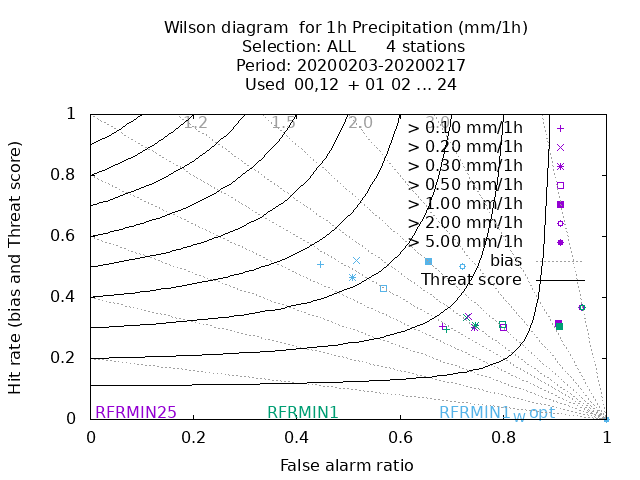 Wilson diagram for 1h Precipitation (mm/1h)
Selection: ALL 4 stations
Period: 20200203-20200217
Used 00,12 + 01 02 ... 24
Hit rate (bias and Threat score)
1
0.8
0.6
0.4
0.2
0
1.2
1.5
2.0
3.0
> 0.10 mm/1h
> 0.20 mm/1h
> 0.30 mm/1h
> 0.50 mm/1h
> 1.00 mm/1h
> 2.00 mm/1h
> 5.00 mm/1h
bias
Threat score
RFRMIN25
RFRMIN1
RFRMIN1w opt
0 0.2 0.4 0.6 0.8 1
False alarm ratio